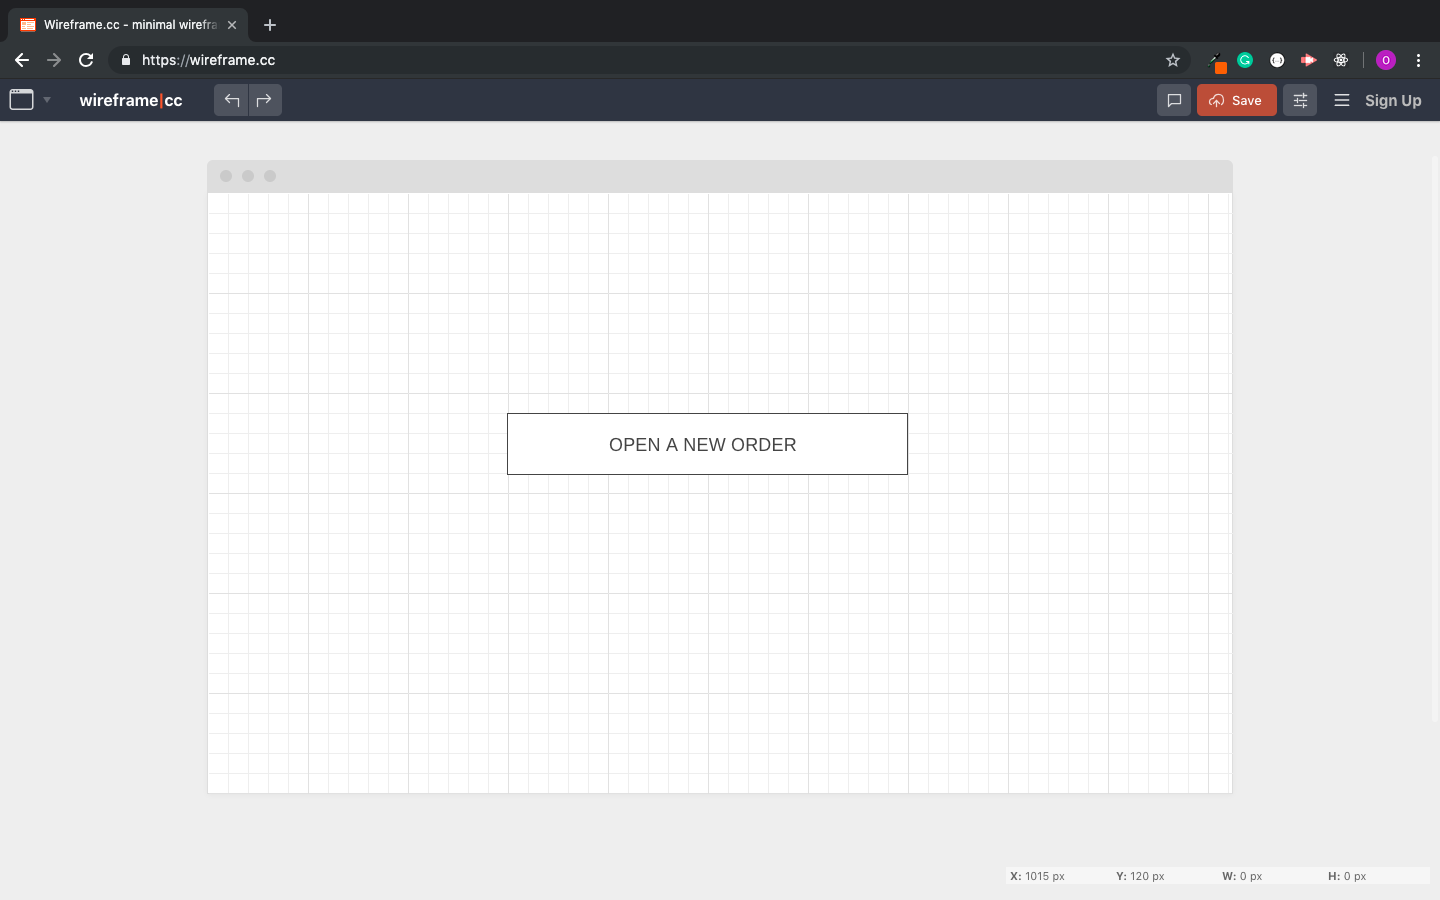 Wireframe.cc - minimal wirefra
https://wireframe.cc
wireframe|cc
Save
Sign Up
OPEN A NEW ORDER
X: 1015 px Y: 120 px W: 0 px H: 0 px